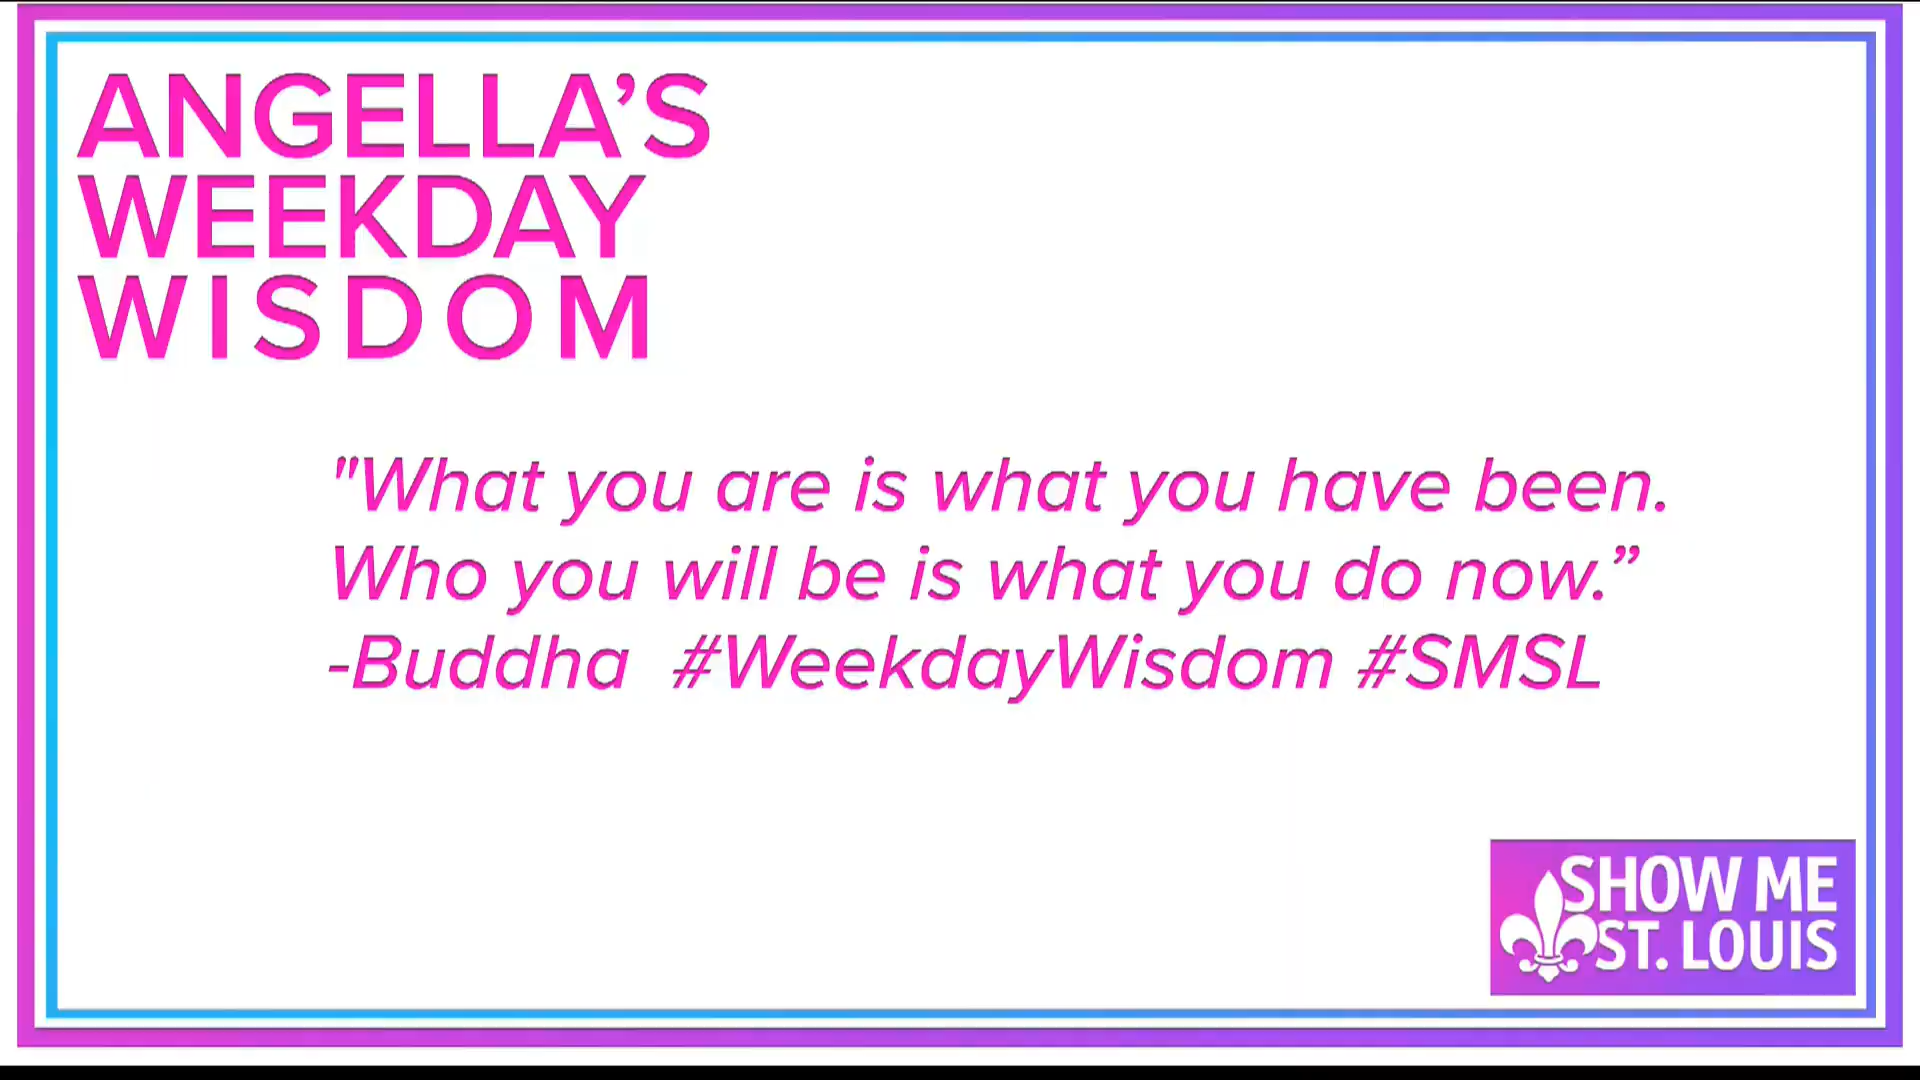 ANGELLA’S
WEEKDAY
WISDOM
"What you are is what you have been.
Who you will be is what you do now.”
-Buddha  #WeekdayWisdom #SMSL
SHOW ME
ST. LOUIS